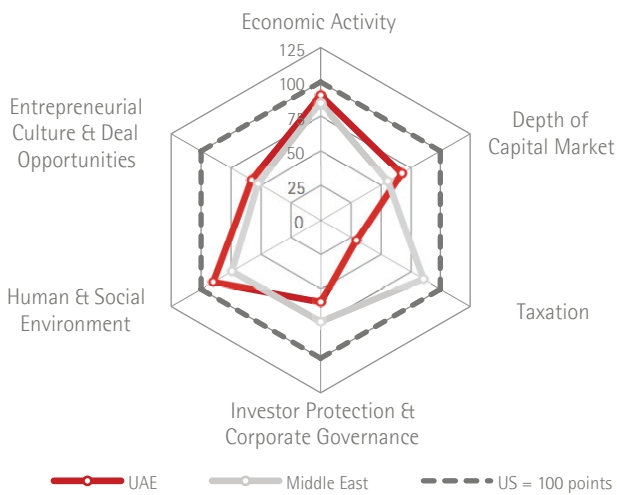 Economic Activity
125
100
75
50
25
0
Entrepreneurial
Culture & Deal
Opportunities
Depth of
Capital Market
Human & Social
Environment
Taxation
Investor Protection &
Corporate Governance
UAE
Middle East
US = 100 points